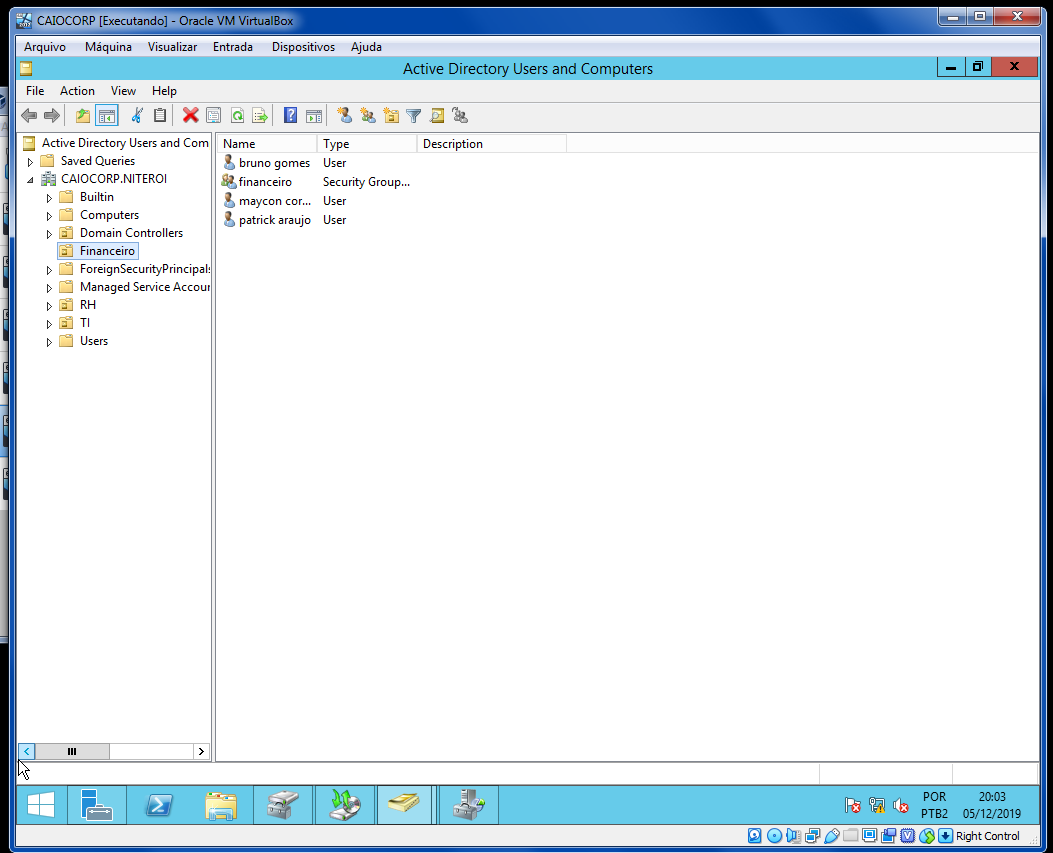 CAIOCORP [Executando] - Oracle VM VirtualBox
Arquivo Máquina Visualizar Entrada Dispositivos Ajuda
Active Directory Users and Computers
File Action View Help
Active Directory Users and Com
Saved Queries
CAIOCORP.NITEROI
Builtin
Computers
Domain Controllers
Financeiro
ForeignSecurityPrincipals
Managed Service Accour
RH
TI
Users
Name Type Description
bruno gomes User
financeiro Security Group...
maycon cor... User
patrick araujo User
POR 20:03
PTB2 05/12/2019
Right Control